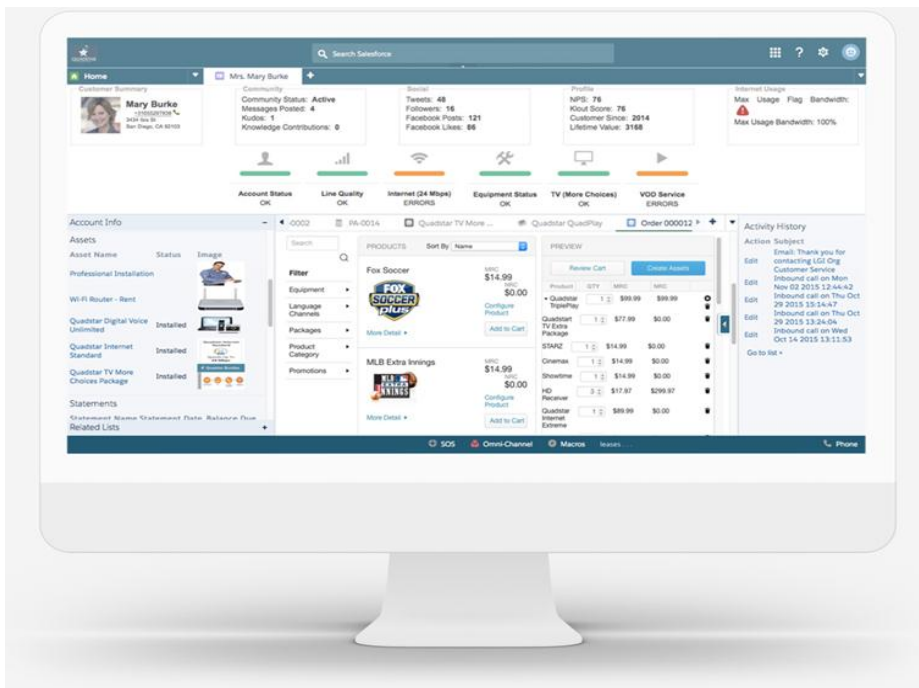 Search Salesforce
?
Home
Mrs. Mary Burke
+
Customer Summary
Mary Burke
San Diego, CA 92103
Community
Community Status: Active
Messages Posted: 4
Kudos: 1
Knowledge Contributions: 0
Social
Tweets: 48
Followers: 16
Facebook Posts: 121
Facebook Likes: 86
Profile
NPS: 76
Klout Score: 76
Customer Since: 2014
Lifetime Value: 3168
Internet Usage
Max Usage Flag Bandwidth:
Max Usage Bandwidth: 100%
Account Status
OK
Line Quality
OK
Internet (24 Mbps)
ERRORS
Equipment Status
OK
TV (More Choices)
OK
VOD Service
ERRORS
Account Info
-
Assets
Asset Name Status Image
Professional Installation
Wi-Fi Router - Rent
Quadstar Digital Voice
Unlimited
Installed
Quadstar Internet
Standard
Installed
Quadstar TV More
Choices Package
Installed
Statements
Statement Name Statement Date Balance Due
Related Lists
+
-0002
PA-0014
Quadstar TV More ...
Quadstar QuadPlay
Order 000012
+
Search
Filter
Equipment
Language
Channels
Packages
Product
Category
Promotions
PRODUCTS Sort By Name
Fox Soccer
FOX
SOCCER
plus
More Detail
MRC
$14.99
NRC
$0.00
Configure
Product
Add to Cart
MLB Extra Innings
MLB
EXTRA
INNINGS
More Detail
MRC
$14.99
NRC
$0.00
Configure
Product
Add to Cart
PREVIEW
Review Cart
Create Assets
Product QTY MRC NRC
Quadstar
TriplePlay
1 $99.99 $99.99
Quadstart
TV Extra
Package
1 $77.99 $0.00
STARZ 1 $14.99 $0.00
Cinemax 1 $14.99 $0.00
Showtime 1 $14.99 $0.00
HD
Receiver
3 $17.97 $299.97
Quadstar
Internet
Extreme
1 $89.99 $0.00
Activity History
Action Subject
Edit
Email: Thank you for
contacting LGI Org
Customer Service
Edit
Inbound call on Mon
Nov 02 2015 12:44:42
Edit
Inbound call on Thu Oct
29 2015 15:14:47
Edit
Inbound call on Thu Oct
29 2015 13:24:04
Edit
Inbound call on Wed
Oct 14 2015 13:11:53
Go to list
SOS
Omni-Channel
Macros
leases . . .
Phone